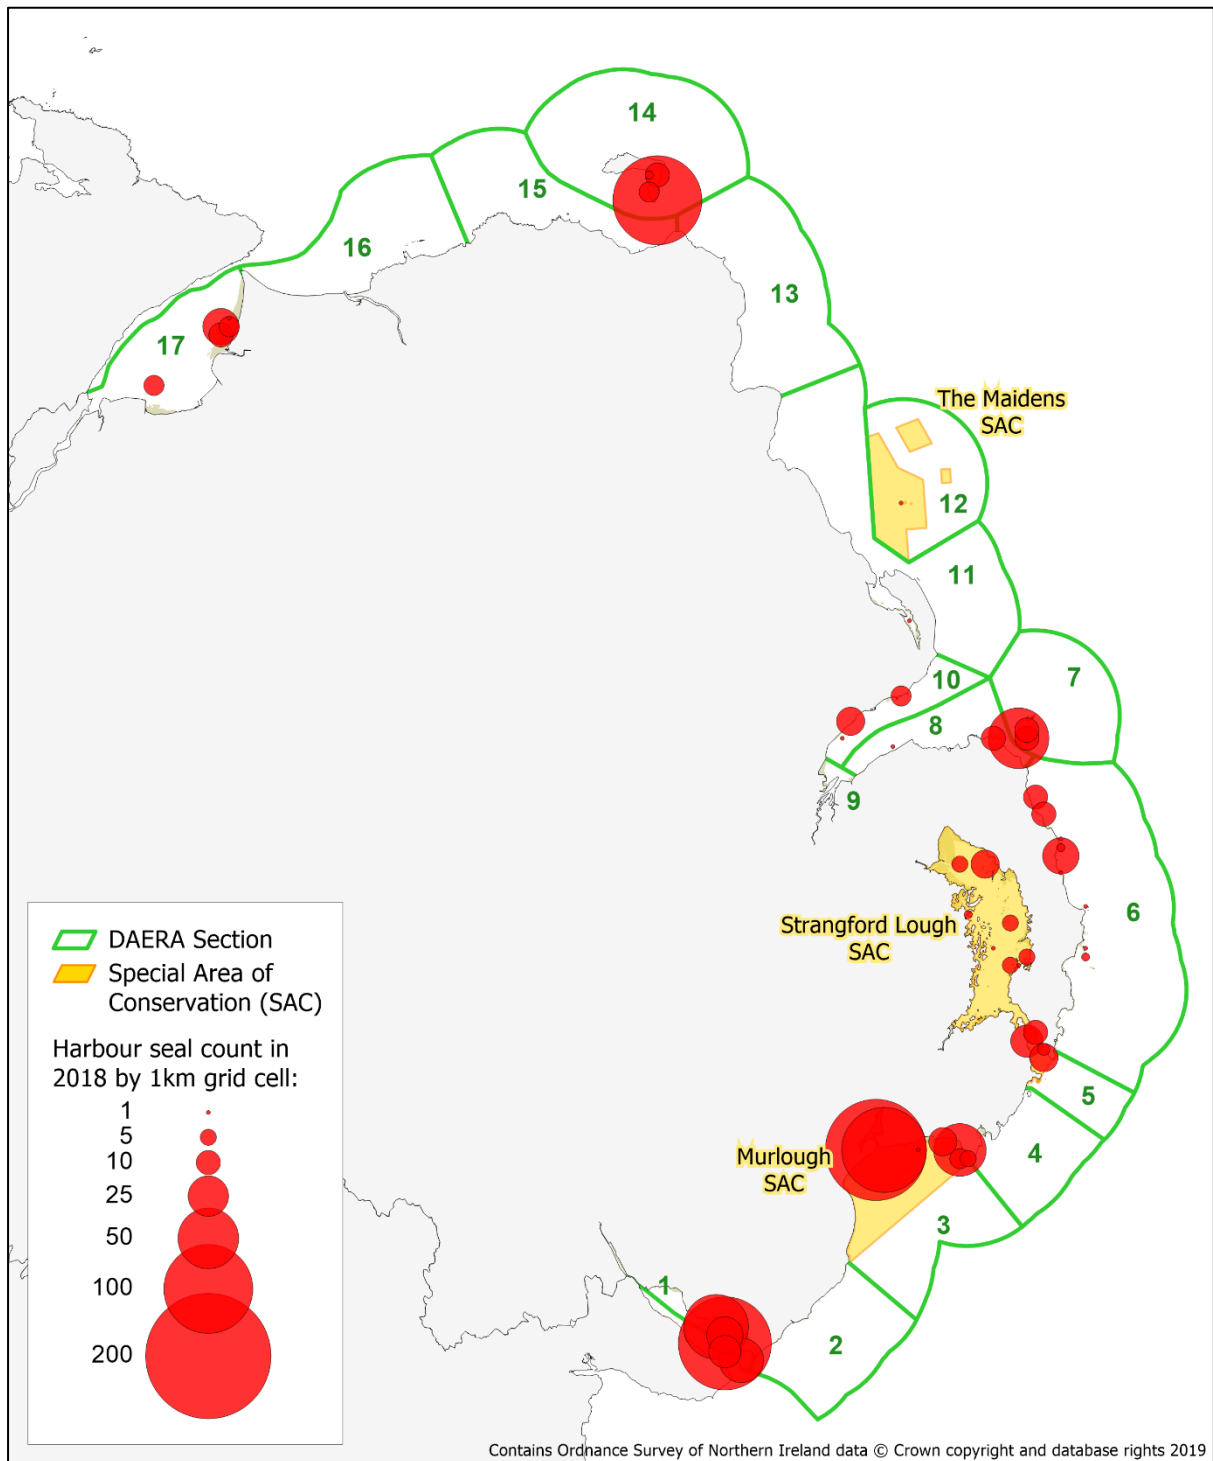 14
15
16
13
17
The Maidens
SAC
12
11
10
7
8
9
6
Strangford Lough
SAC
5
4
Murlough
SAC
3
1
2
DAERA Section
Special Area of
Conservation (SAC)
Harbour seal count in
2018 by 1km grid cell:
1
5
10
25
50
100
200
Contains Ordnance Survey of Northern Ireland data © Crown copyright and database rights 2019